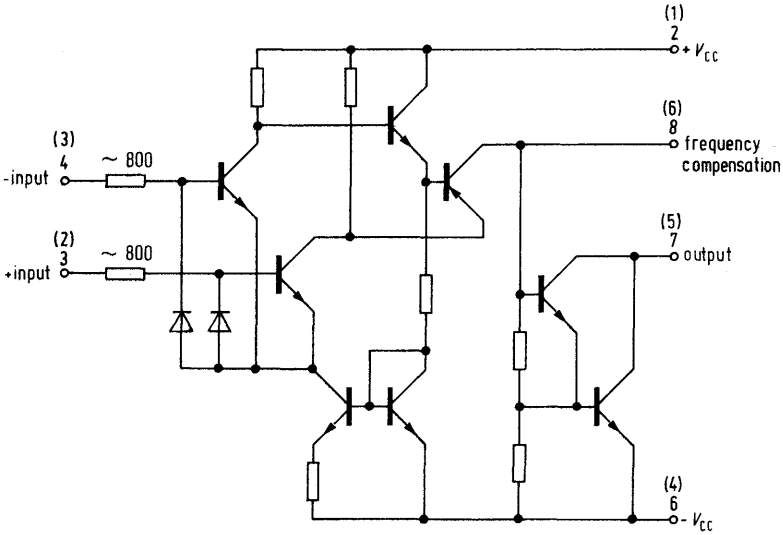 (1)
2
+ Vcc
(6)
8
frequency
compensation
(3)
4
-input
~ 800
(5)
7
output
(2)
3
+input
~ 800
(4)
6
- Vcc